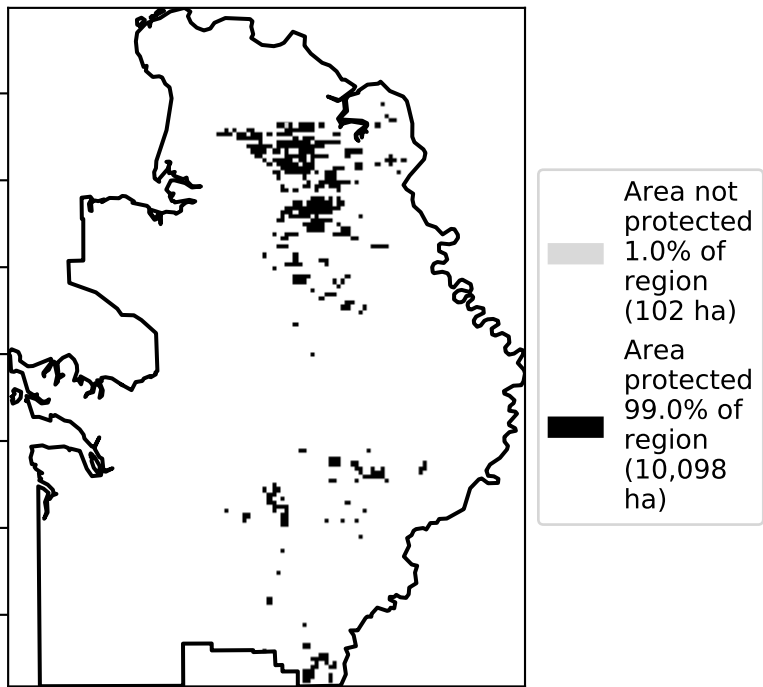 Area not
protected
1.0% of
region
(102 ha)
Area
protected
99.0% of
region
(10,098
ha)